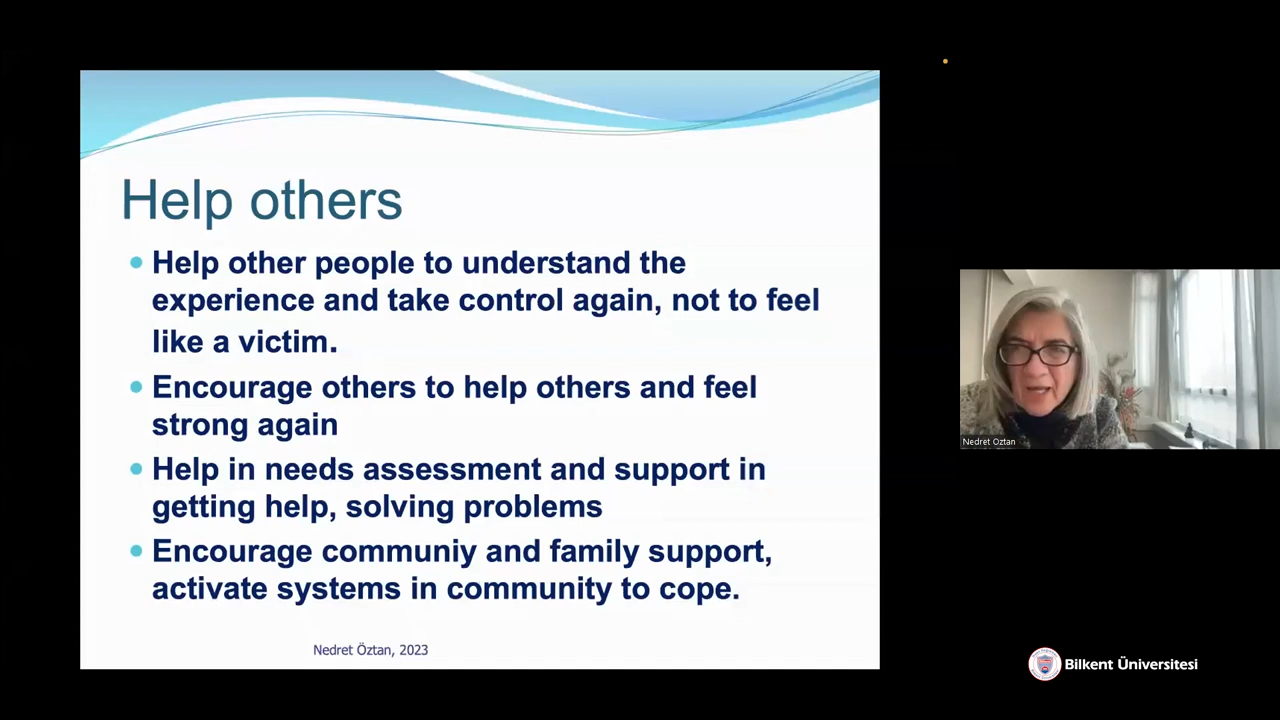 Help others
Help other people to understand the
experience and take control again, not to feel
like a victim.
Encourage others to help others and feel
strong again
Help in needs assessment and support in
getting help, solving problems
Encourage communiy and family support,
activate systems in community to cope.
Nedret Öztan, 2023
Nedret Oztan
Bilkent Üniversitesi